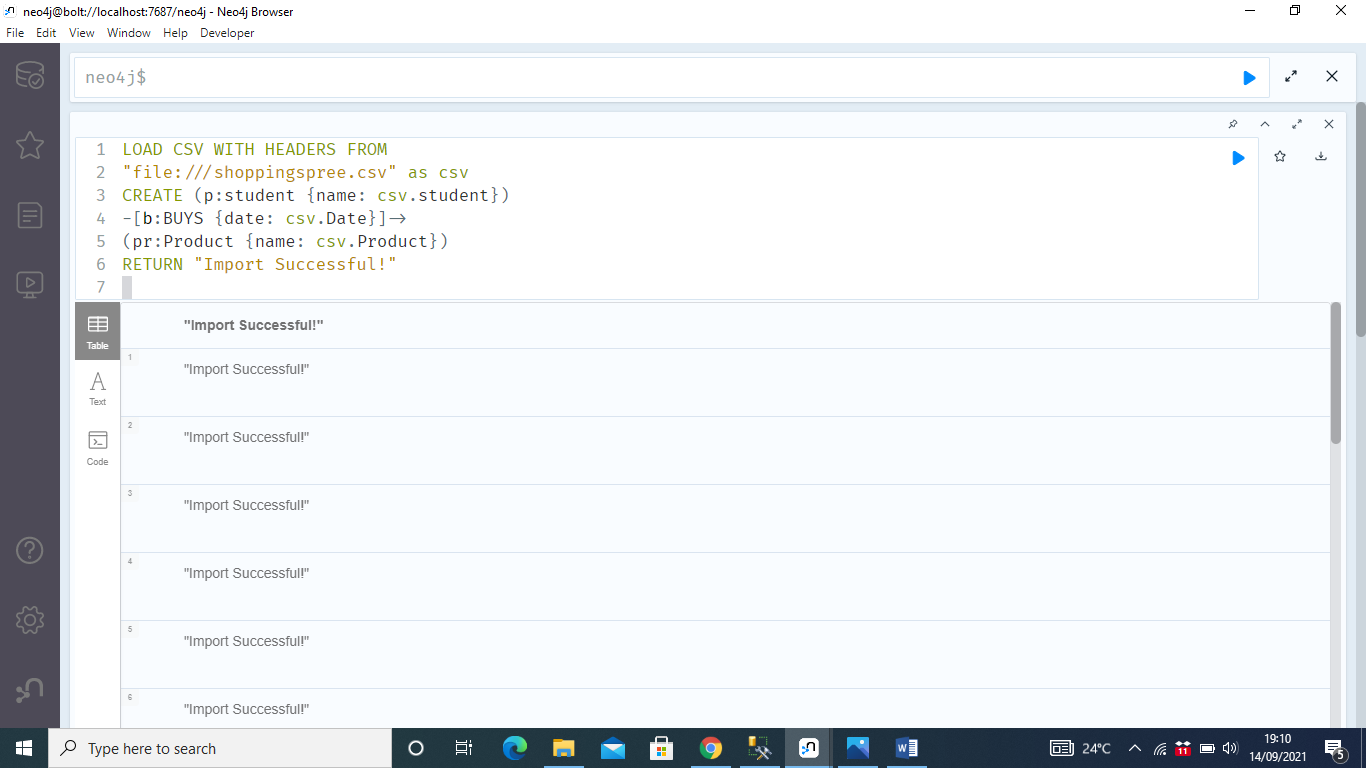 neo4j@bolt://localhost:7687/neo4j - Neo4j Browser
File Edit View Window Help Developer
neo4j$
1 LOAD CSV WITH HEADERS FROM
2 "file:///shoppingspree.csv" as csv
3 CREATE (p:student {name: csv.student})
4 -[b:BUYS {date: csv.Date}]->
5 (pr:Product {name: csv.Product})
6 RETURN "Import Successful!"
7
Table
Text
Code
"Import Successful!"
1 "Import Successful!"
2 "Import Successful!"
3 "Import Successful!"
4 "Import Successful!"
5 "Import Successful!"
6 "Import Successful!"
Type here to search
11
24°C
19:10
14/09/2021
5